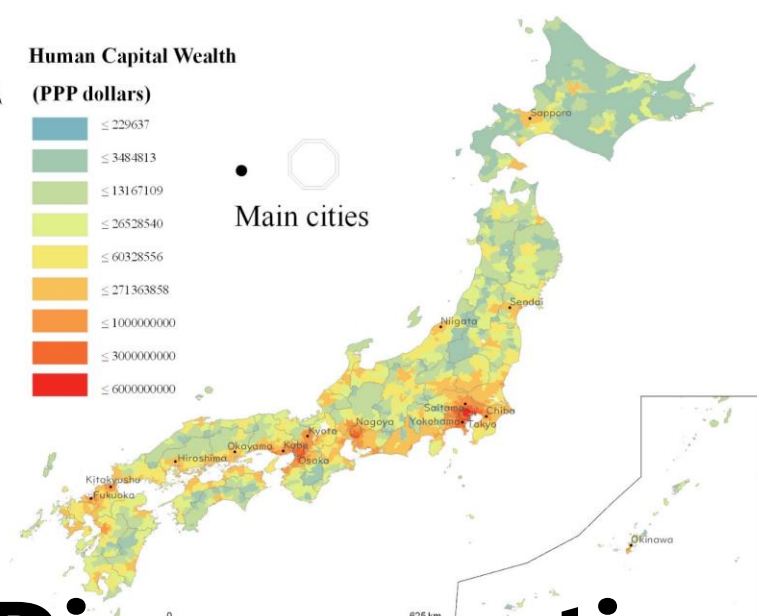 Human Capital Wealth
(PPP dollars)
≤ 229637
≤ 3484813
≤ 13167109
≤ 26528540
≤ 60328556
≤ 271363858
≤ 1000000000
≤ 3000000000
≤ 6000000000
Main cities
Sapporo
Sendai
Niigata
Saitama
Chiba
Yokohama
Tokyo
Nagoya
Kyoto
Kobe
Osaka
Okayama
Hiroshima
Kitakyushu
Fukuoka
Okinawa
0 625 km